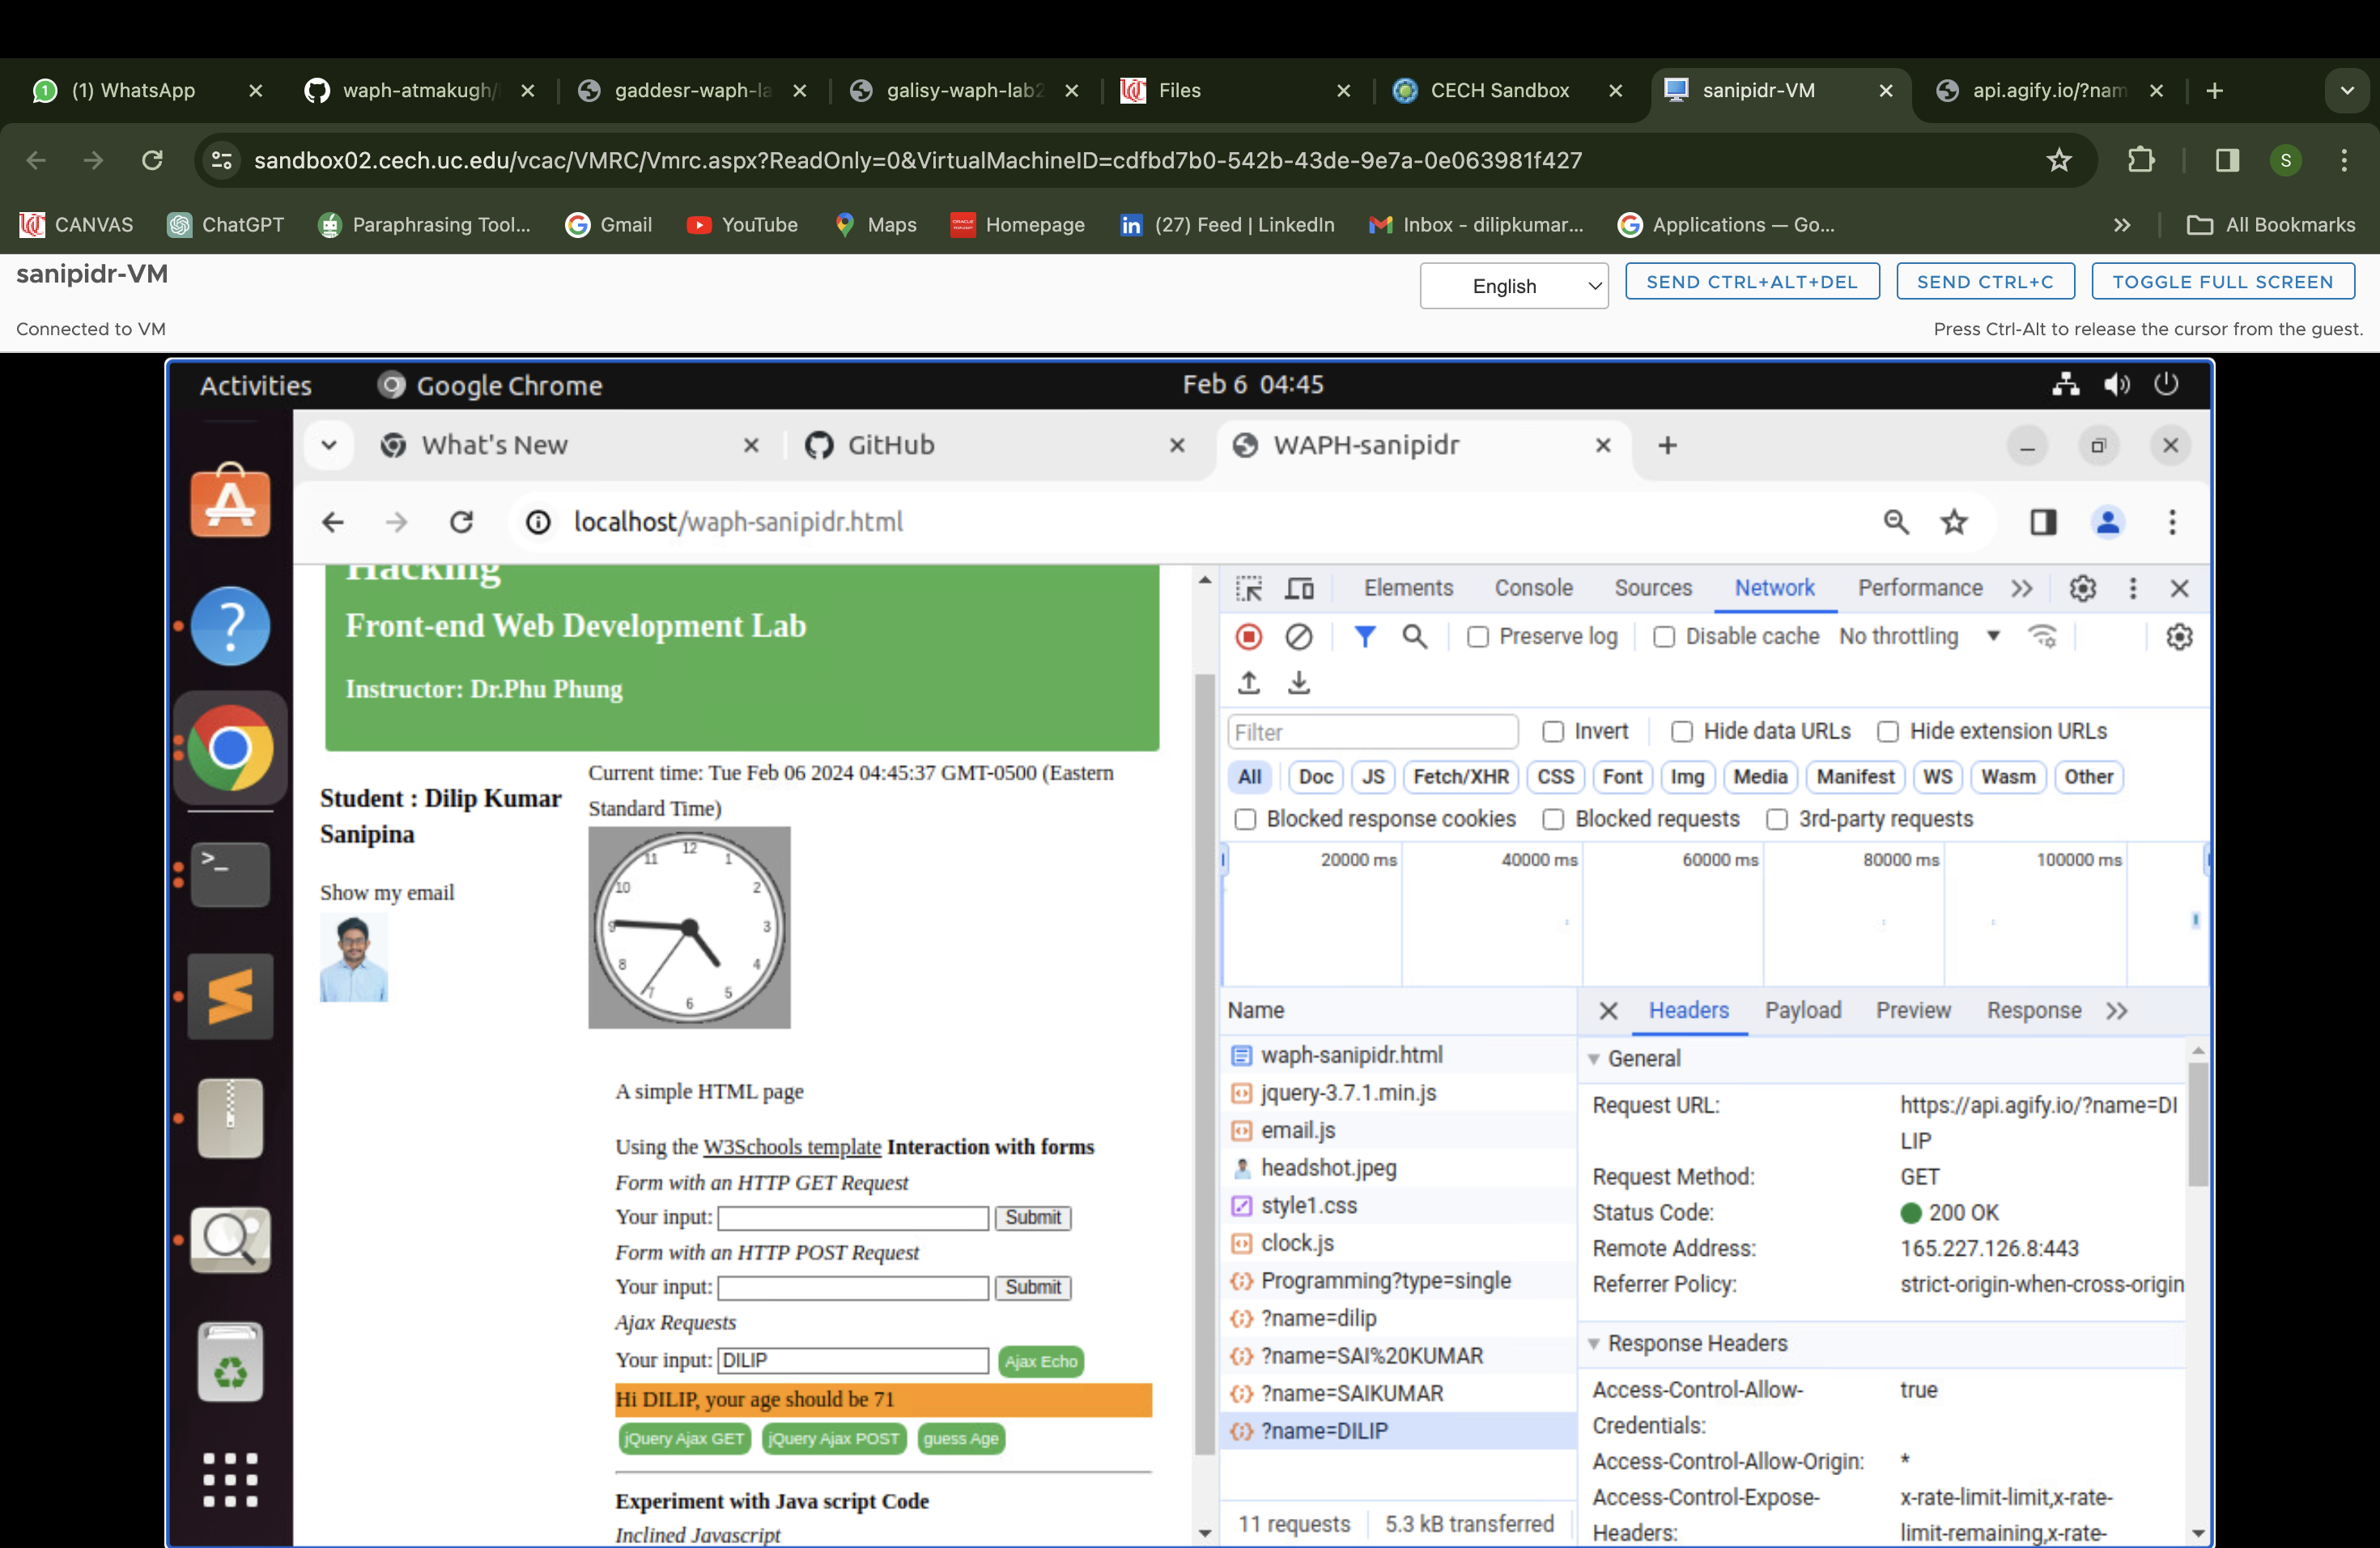 (1) WhatsApp
waph-atmakugh/
gaddesr-waph-la
galisy-waph-lab2
Files
CECH Sandbox
sanipidr-VM
api.agify.io/?nam
sandbox02.cech.uc.edu/vcac/VMRC/Vmrc.aspx?ReadOnly=0&VirtualMachineID=cdfbd7b0-542b-43de-9e7a-0e063981f427
S
CANVAS
ChatGPT
Paraphrasing Tool...
Gmail
YouTube
Maps
Homepage
(27) Feed | LinkedIn
Inbox - dilipkumar...
Applications — Go...
All Bookmarks
sanipidr-VM
English
SEND CTRL+ALT+DEL
SEND CTRL+C
TOGGLE FULL SCREEN
Connected to VM
Press Ctrl-Alt to release the cursor from the guest.
Activities
Google Chrome
Feb 6 04:45
What's New
GitHub
WAPH-sanipidr
localhost/waph-sanipidr.html
Hacking
Front-end Web Development Lab
Instructor: Dr.Phu Phung
Student : Dilip Kumar
Sanipina
Show my email
Current time: Tue Feb 06 2024 04:45:37 GMT-0500 (Eastern
Standard Time)
12
1
2
3
4
5
6
7
8
9
10
11
A simple HTML page
Using the W3Schools template Interaction with forms
Form with an HTTP GET Request
Your input: Submit
Form with an HTTP POST Request
Your input: Submit
Ajax Requests
Your input: DILIP Ajax Echo
Hi DILIP, your age should be 71
jQuery Ajax GET jQuery Ajax POST guess Age
Experiment with Java script Code
Inclined Javascript
Elements Console Sources Network Performance
Preserve log Disable cache No throttling
Filter Invert Hide data URLs Hide extension URLs
All Doc JS Fetch/XHR CSS Font Img Media Manifest WS Wasm Other
Blocked response cookies Blocked requests 3rd-party requests
20000 ms 40000 ms 60000 ms 80000 ms 100000 ms
Name
waph-sanipidr.html
jquery-3.7.1.min.js
email.js
headshot.jpeg
style1.css
clock.js
Programming?type=single
?name=dilip
?name=SAI%20KUMAR
?name=SAIKUMAR
?name=DILIP
11 requests 5.3 kB transferred
Headers Payload Preview Response
General
Request URL: https://api.agify.io/?name=DI
LIP
Request Method: GET
Status Code: 200 OK
Remote Address: 165.227.126.8:443
Referrer Policy: strict-origin-when-cross-origin
Response Headers
Access-Control-Allow- true
Credentials:
Access-Control-Allow-Origin: *
Access-Control-Expose- x-rate-limit-limit,x-rate-
Headers: limit-remaining,x-rate-